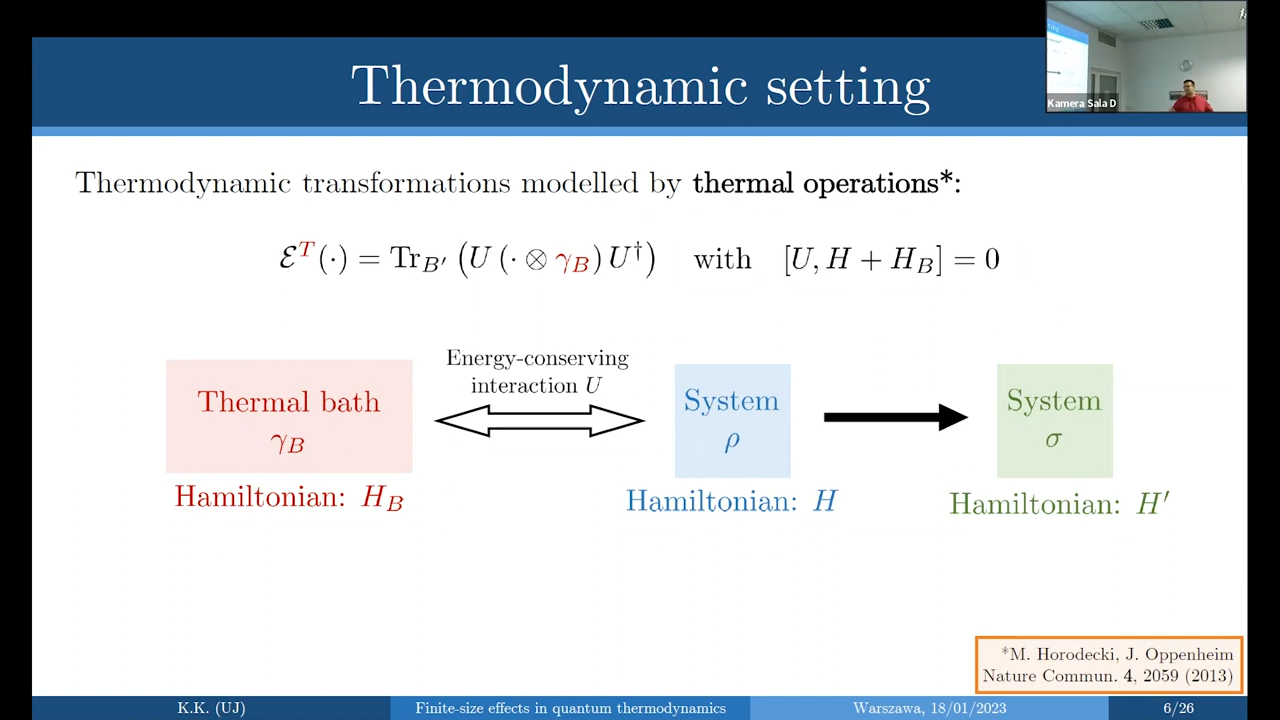 Thermodynamic setting
Kamera Sala D
Thermodynamic transformations modelled by thermal operations*:
ℰᵀ(·) = Tr_{B′} (U (· ⊗ γ_B) U†) with [U, H + H_B] = 0
Energy-conserving
interaction U
Thermal bath
γ_B
Hamiltonian: H_B
System
ρ
Hamiltonian: H
System
σ
Hamiltonian: H′
*M. Horodecki, J. Oppenheim
Nature Commun. 4, 2059 (2013)
K.K. (UJ)
Finite-size effects in quantum thermodynamics
Warszawa, 18/01/2023
6/26